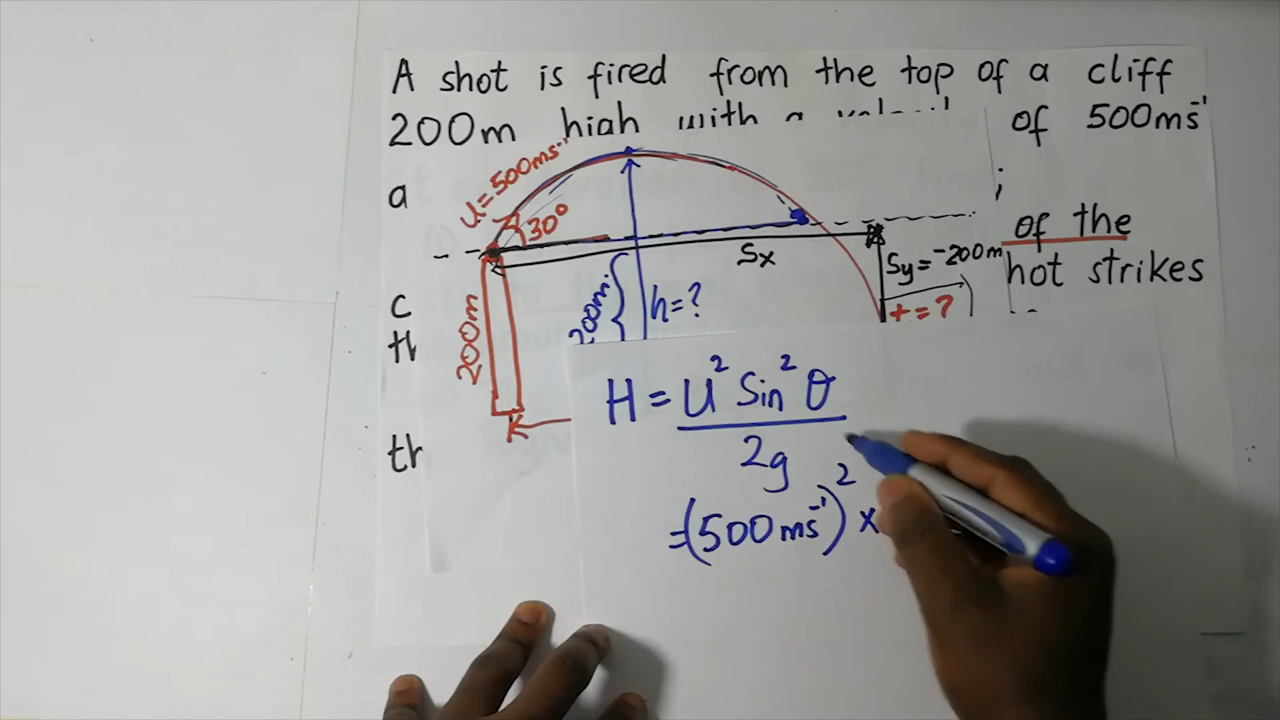 A shot is fired from the top of a cliff
200m high with a of 500ms⁻¹
a ;
of the
c hot strikes
th
th
U=500ms⁻¹
30°
Sx
Sy=-200m
200m
200m
h=?
t=?
H = U² Sin² θ
2g
=(500ms⁻¹)² x